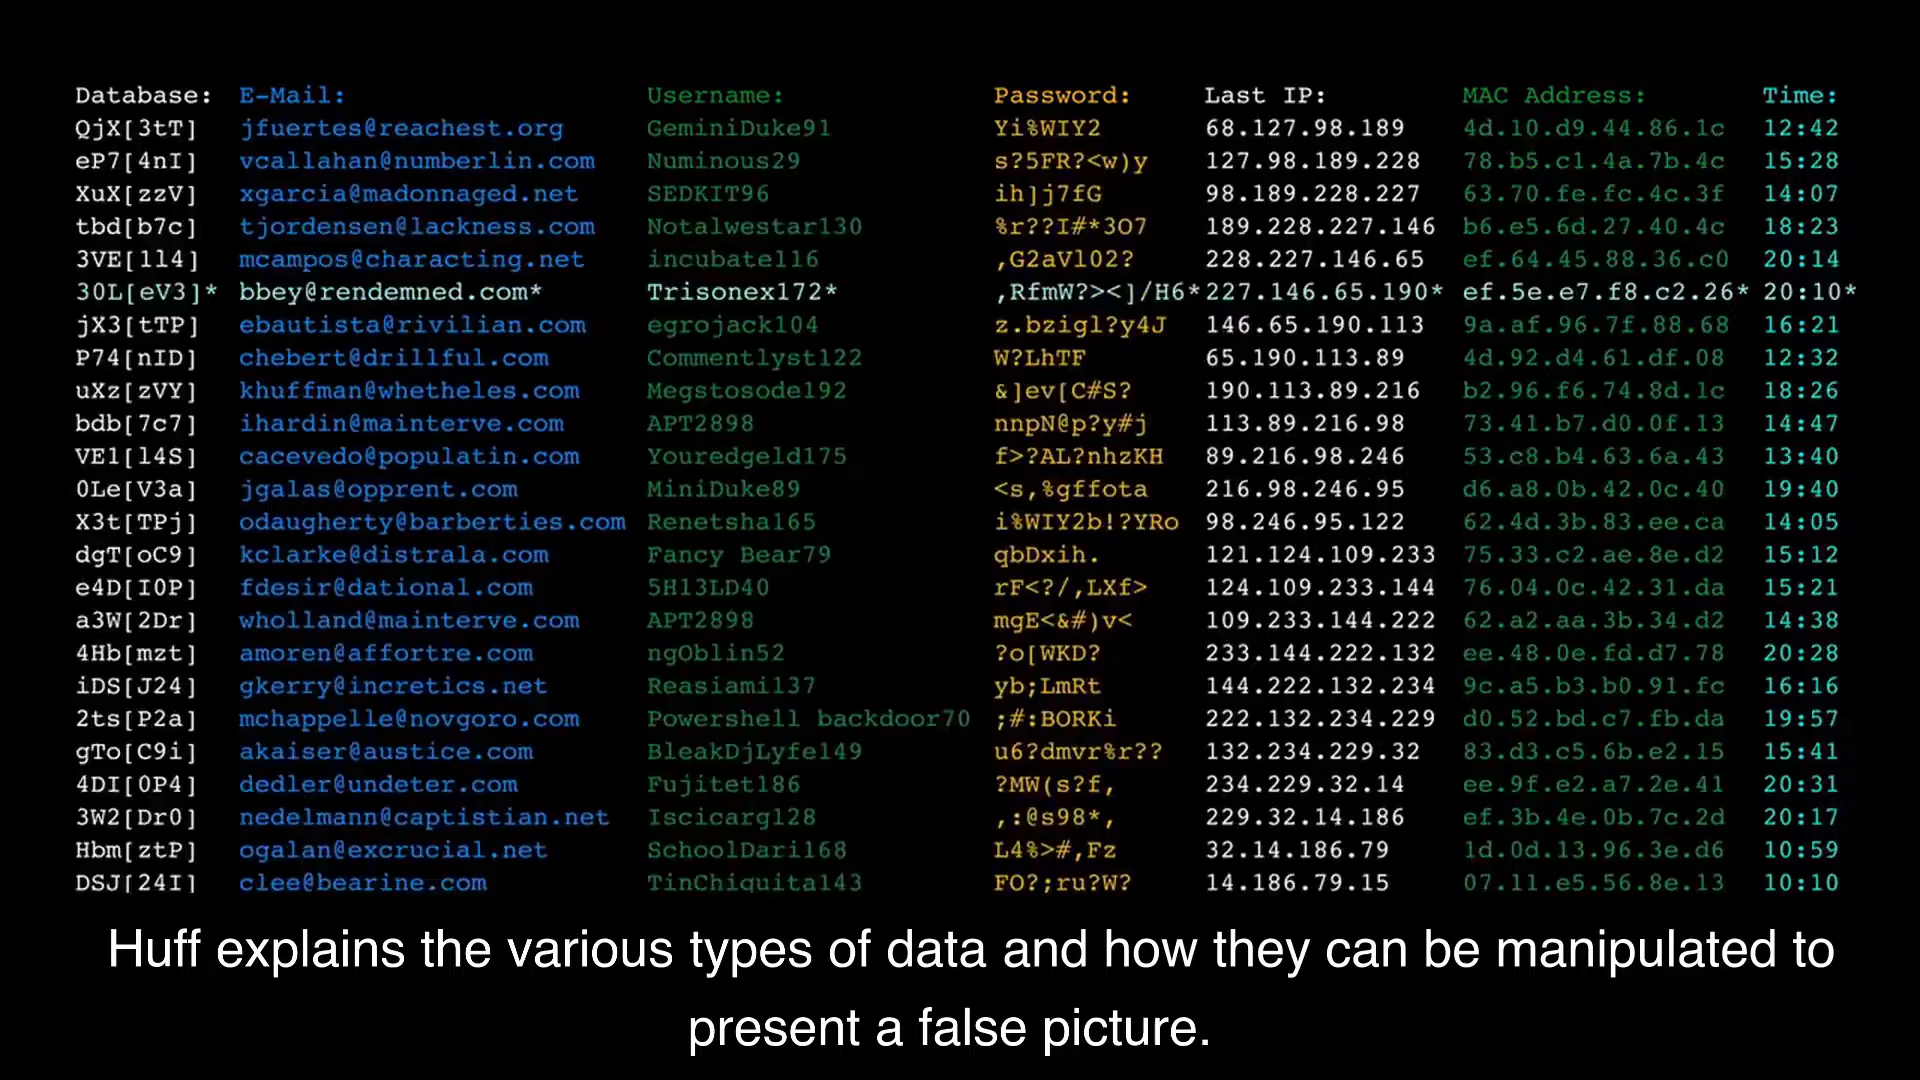 Database: E-Mail: Username: Password: Last IP: MAC Address: Time:
QjX[3tT] jfuertes@reachest.org GeminiDuke91 Yi%WIY2 68.127.98.189 4d.10.d9.44.86.1c 12:42
eP7[4nI] vcallahan@numberlin.com Numinous29 s?5FR?<w)y 127.98.189.228 78.b5.c1.4a.7b.4c 15:28
XuX[zzV] xgarcia@madonnaged.net SEDKIT96 ih]j7fG 98.189.228.227 63.70.fe.fc.4c.3f 14:07
tbd[b7c] tjordensen@lackness.com Notalwestar130 %r??I#*3O7 189.228.227.146 b6.e5.6d.27.40.4c 18:23
3VE[1l4] mcampos@characting.net incubate116 ,G2aVl02? 228.227.146.65 ef.64.45.88.36.c0 20:14
30L[eV3]* bbey@rendemned.com* Trisonex172* ,RfmW?><]/H6* 227.146.65.190* ef.5e.e7.f8.c2.26* 20:10*
jX3[tTP] ebautista@rivilian.com egrojack104 z.bzigl?y4J 146.65.190.113 9a.af.96.7f.88.68 16:21
P74[nID] chebert@drillful.com Commentlyst122 W?LhTF 65.190.113.89 4d.92.d4.61.df.08 12:32
uXz[zVY] khuffman@whetheles.com Megstosode192 &]ev[C#S? 190.113.89.216 b2.96.f6.74.8d.1c 18:26
bdb[7c7] ihardin@mainterve.com APT2898 nnpN@p?y#j 113.89.216.98 73.41.b7.d0.0f.13 14:47
VE1[l4S] cacevedo@populatin.com Youredgeld175 f>?AL?nhzKH 89.216.98.246 53.c8.b4.63.6a.43 13:40
0Le[V3a] jgalas@opprent.com MiniDuke89 <s,%gffota 216.98.246.95 d6.a8.0b.42.0c.40 19:40
X3t[TPj] odaugherty@barberties.com Renetsha165 i%WIY2b!?YRo 98.246.95.122 62.4d.3b.83.ee.ca 14:05
dgT[oC9] kclarke@distrala.com Fancy Bear79 qbDxih. 121.124.109.233 75.33.c2.ae.8e.d2 15:12
e4D[I0P] fdesir@dational.com 5H13LD40 rF<?/,LXf> 124.109.233.144 76.04.0c.42.31.da 15:21
a3W[2Dr] wholland@mainterve.com APT2898 mgE<&#)v< 109.233.144.222 62.a2.aa.3b.34.d2 14:38
4Hb[mzt] amoren@affortre.com ngOblin52 ?o[WKD? 233.144.222.132 ee.48.0e.fd.d7.78 20:28
iDS[J24] gkerry@incretics.net Reasiami137 yb;LmRt 144.222.132.234 9c.a5.b3.b0.91.fc 16:16
2ts[P2a] mchappelle@novgoro.com Powershell backdoor70 ;#:BORKi 222.132.234.229 d0.52.bd.c7.fb.da 19:57
gTo[C9i] akaiser@austice.com BleakDjLyfe149 u6?dmvr%r?? 132.234.229.32 83.d3.c5.6b.e2.15 15:41
4DI[0P4] dedler@undeter.com Fujitet186 ?MW(s?f, 234.229.32.14 ee.9f.e2.a7.2e.41 20:31
3W2[Dr0] nedelmann@captistian.net Iscicarg128 ,:@s98*, 229.32.14.186 ef.3b.4e.0b.7c.2d 20:17
Hbm[ztP] ogalan@excrucial.net SchoolDari168 L4%>#,Fz 32.14.186.79 1d.0d.13.96.3e.d6 10:59
DSJ[24I] clee@bearine.com TinChiquita143 FO?;ru?W? 14.186.79.15 07.11.e5.56.8e.13 10:10
Huff explains the various types of data and how they can be manipulated to
present a false picture.